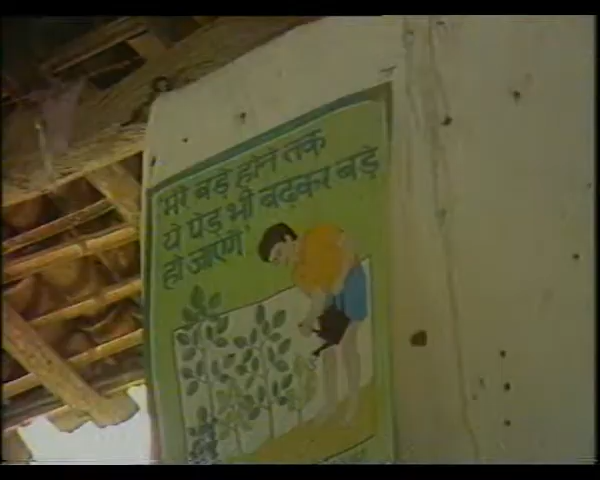 'मेरे बड़े होने तक
ये पेड़ भी बढ़कर बड़े
हो जाएंगे'